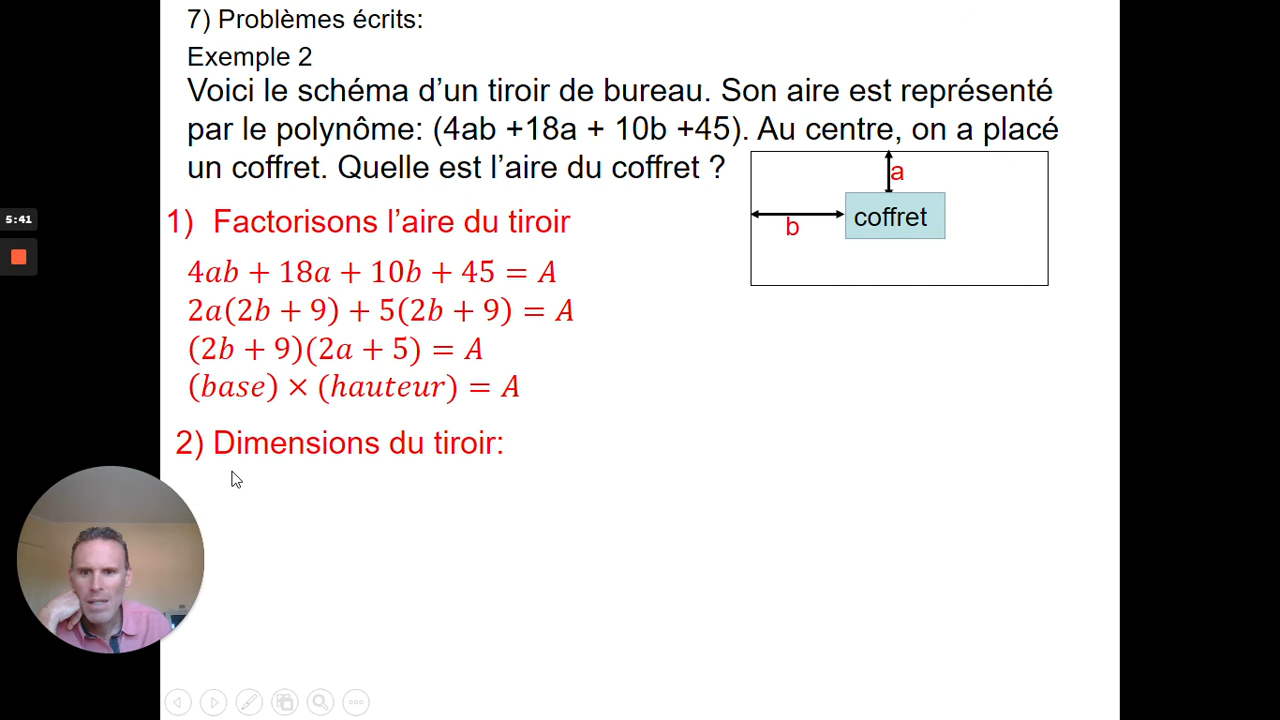 7) Problèmes écrits:
Exemple 2
Voici le schéma d’un tiroir de bureau. Son aire est représenté
par le polynôme: (4ab +18a + 10b +45). Au centre, on a placé
un coffret. Quelle est l’aire du coffret ?
a
coffret
b
1) Factorisons l’aire du tiroir
5:41
4ab + 18a + 10b + 45 = A
2a(2b + 9) + 5(2b + 9) = A
(2b + 9)(2a + 5) = A
(base) × (hauteur) = A
2) Dimensions du tiroir: